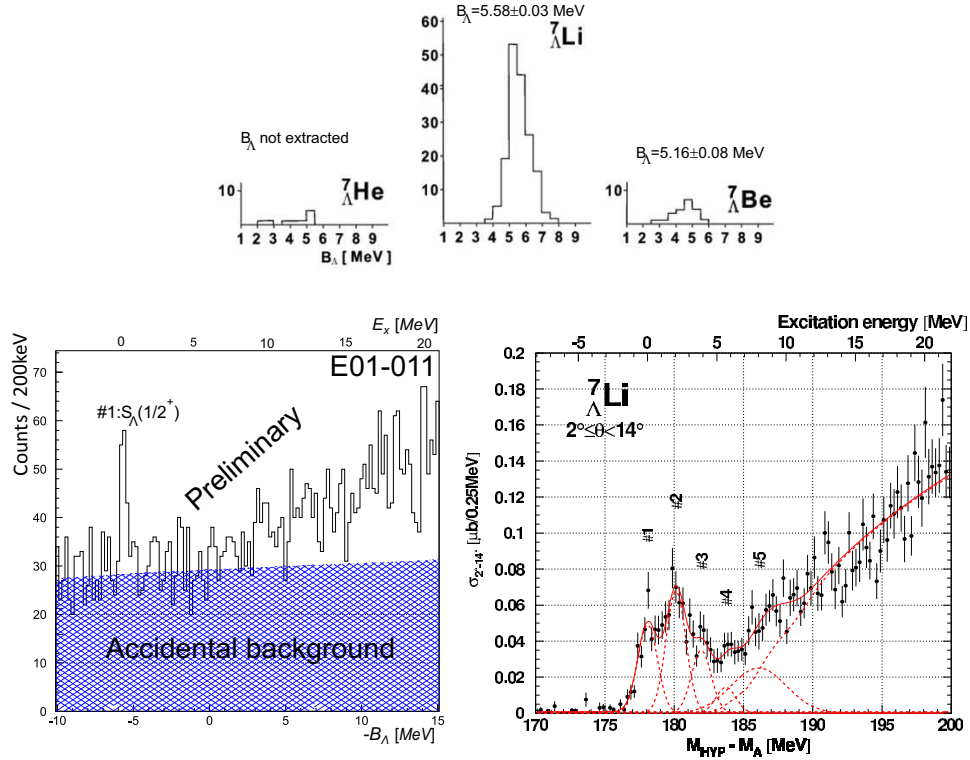 B_Λ=5.58±0.03 MeV
⁷_ΛLi
60
50
40
30
20
10
1 2 3 4 5 6 7 8 9
B_Λ not extracted
⁷_ΛHe
10
1 2 3 4 5 6 7 8 9
B_Λ [ MeV]
B_Λ=5.16±0.08 MeV
⁷_ΛBe
10
1 2 3 4 5 6 7 8 9
E_x [MeV]
0 5 10 15 20
E01-011
#1:S_Λ(1/2⁺)
Preliminary
Accidental background
Counts / 200keV
70
60
50
40
30
20
10
0
-10 -5 0 5 10 15
-B_Λ [MeV]
Excitation energy [MeV]
-5 0 5 10 15 20
⁷_ΛLi
2°≤θ<14°
#1
#2
#3
#4
#5
σ_2°-14° [μb/0.25MeV]
0.2
0.18
0.16
0.14
0.12
0.1
0.08
0.06
0.04
0.02
0
170 175 180 185 190 195 200
M_HYP - M_A [MeV]